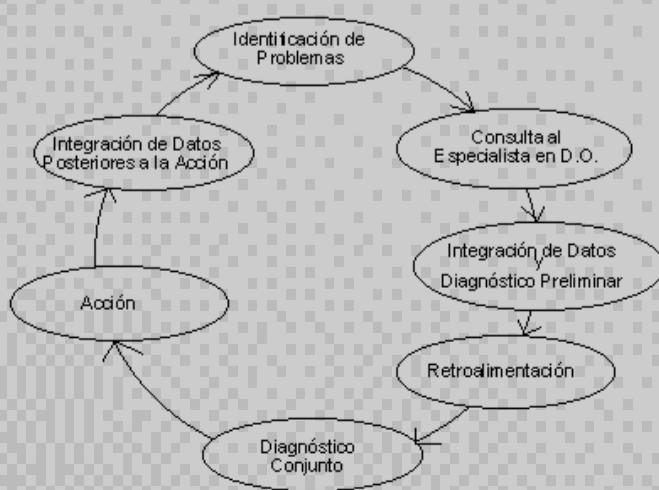 Identificación de
Problemas
Consulta al
Especialista en D.O.
Integración de Datos
y
Diagnóstico Preliminar
Retroalimentación
Diagnóstico
Conjunto
Acción
Integración de Datos
Posteriores a la Acción